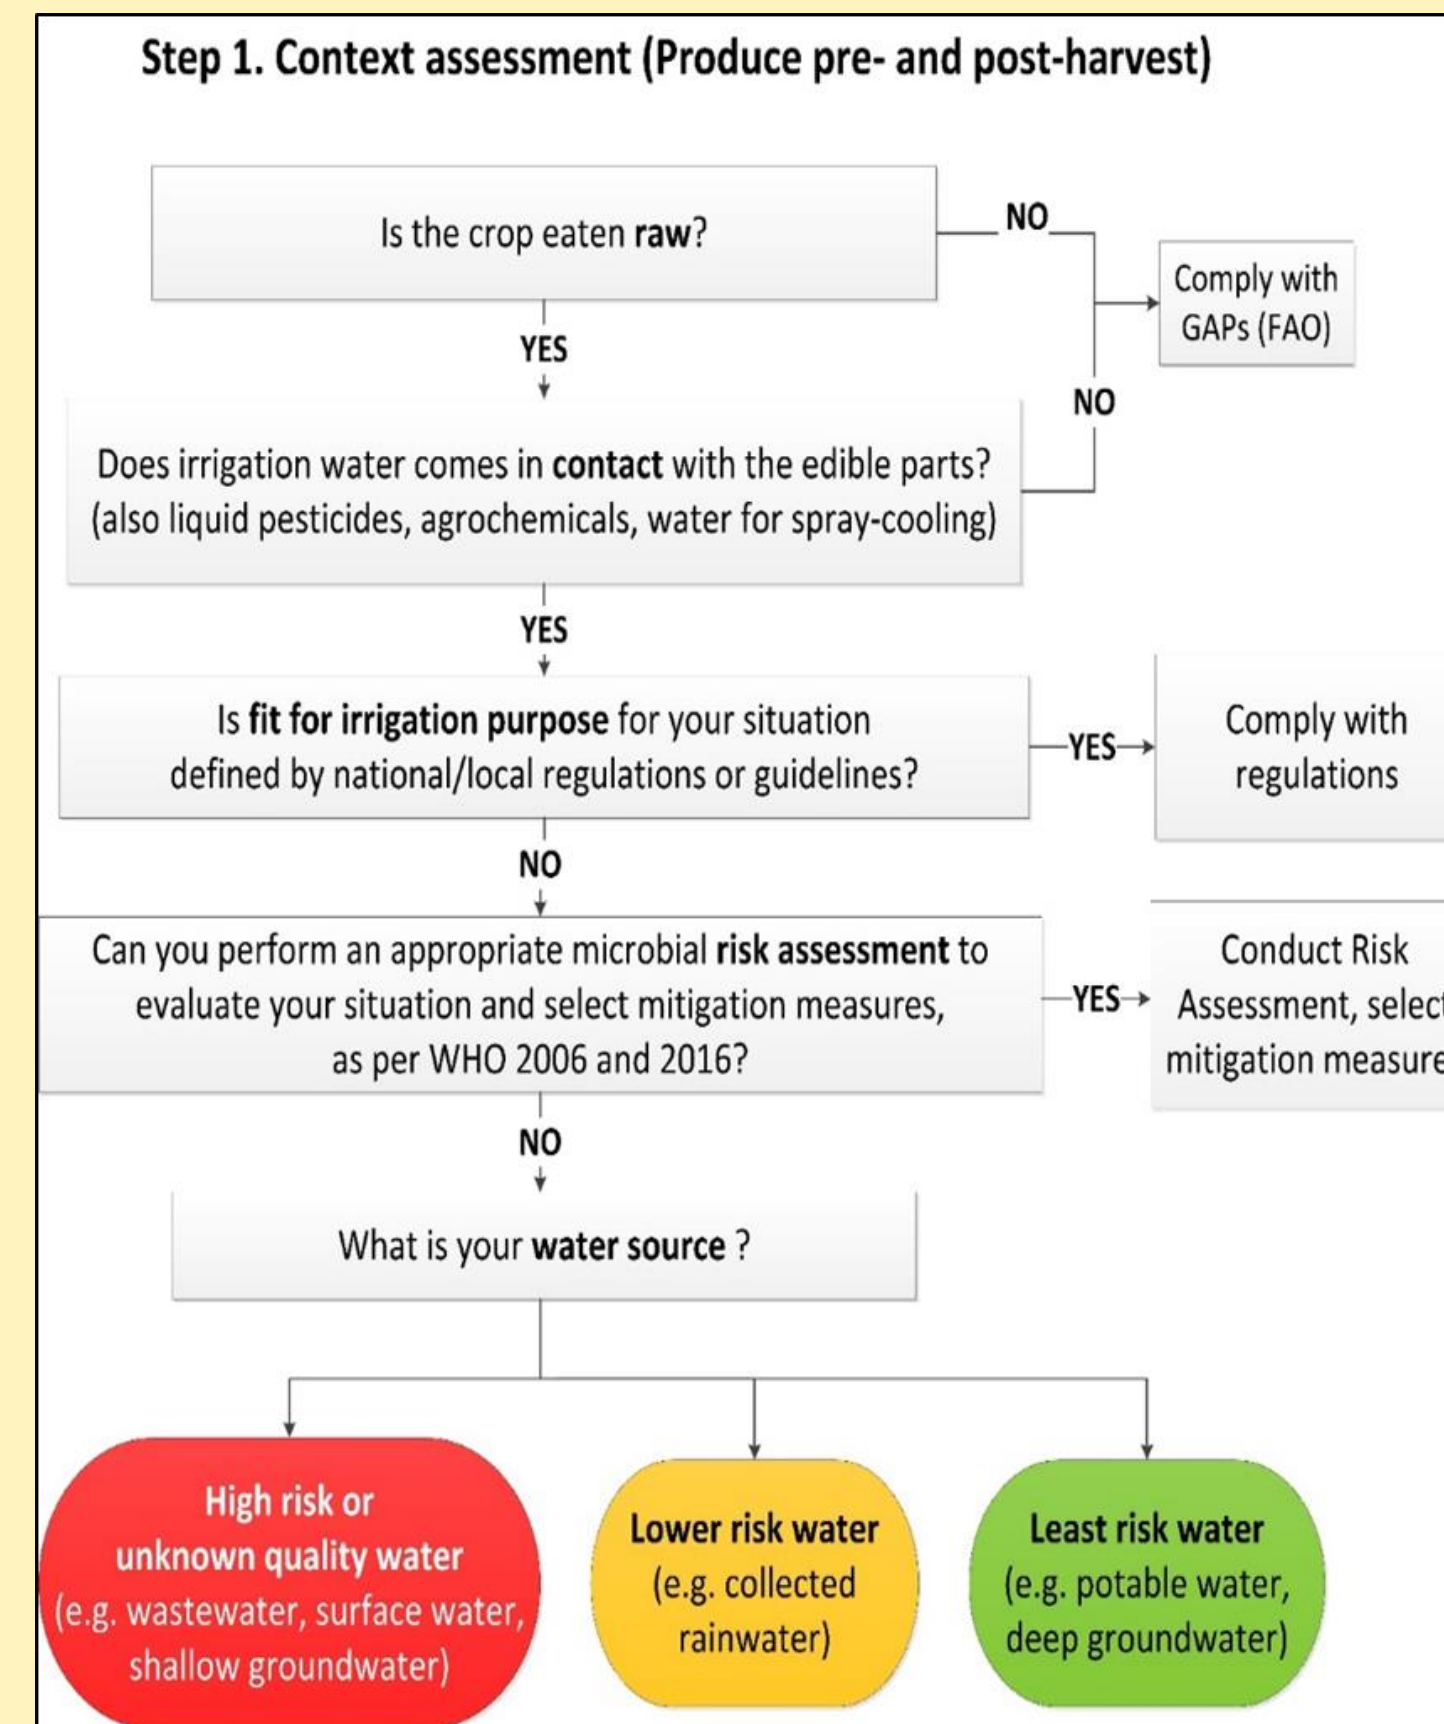 Step 1. Context assessment (Produce pre- and post-harvest)
Is the crop eaten raw?
NO
Comply with
GAPs (FAO)
YES
NO
Does irrigation water comes in contact with the edible parts?
(also liquid pesticides, agrochemicals, water for spray-cooling)
YES
Is fit for irrigation purpose for your situation
defined by national/local regulations or guidelines?
YES
Comply with
regulations
NO
Can you perform an appropriate microbial risk assessment to
evaluate your situation and select mitigation measures,
as per WHO 2006 and 2016?
YES
Conduct Risk
Assessment, select
mitigation measure
NO
What is your water source ?
High risk or
unknown quality water
(e.g. wastewater, surface water,
shallow groundwater)
Lower risk water
(e.g. collected
rainwater)
Least risk water
(e.g. potable water,
deep groundwater)